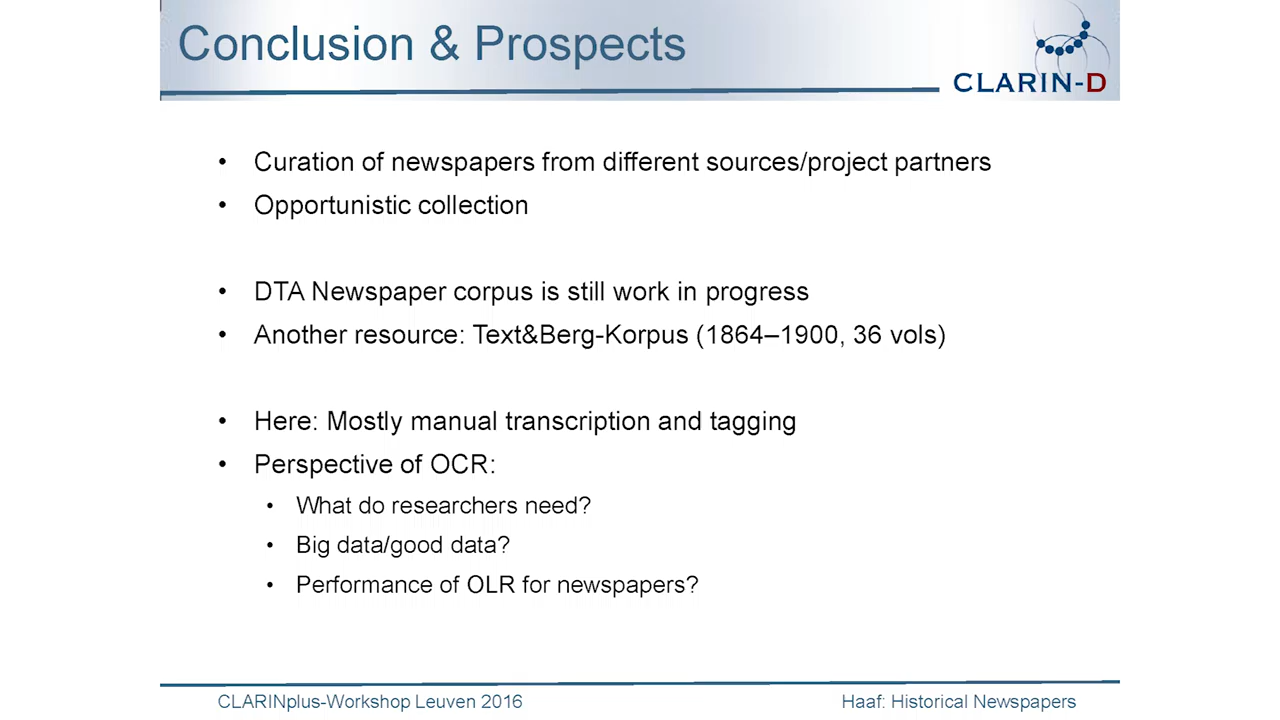 Conclusion & Prospects
CLARIN-D
• Curation of newspapers from different sources/project partners
• Opportunistic collection
• DTA Newspaper corpus is still work in progress
• Another resource: Text&Berg-Korpus (1864–1900, 36 vols)
• Here: Mostly manual transcription and tagging
• Perspective of OCR:
• What do researchers need?
• Big data/good data?
• Performance of OLR for newspapers?
CLARINplus-Workshop Leuven 2016
Haaf: Historical Newspapers